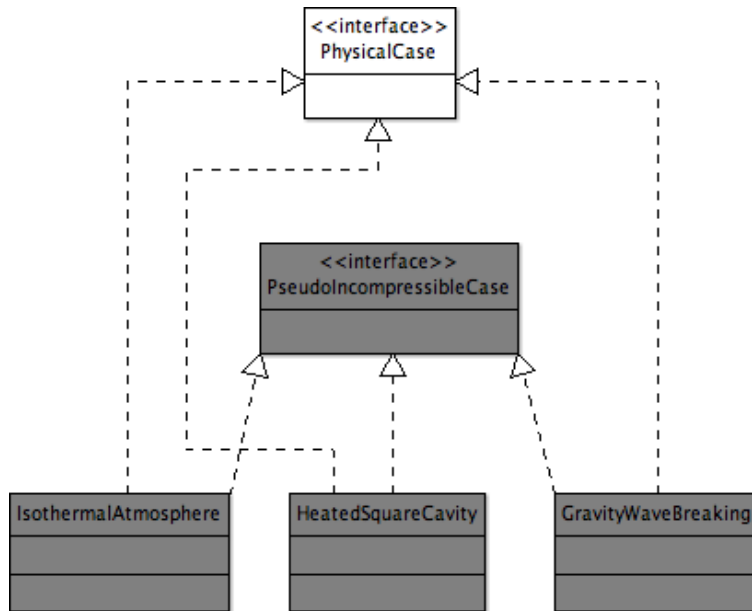 <<interface>>
PhysicalCase
<<interface>>
PseudoIncompressibleCase
IsothermalAtmosphere
HeatedSquareCavity
GravityWaveBreaking